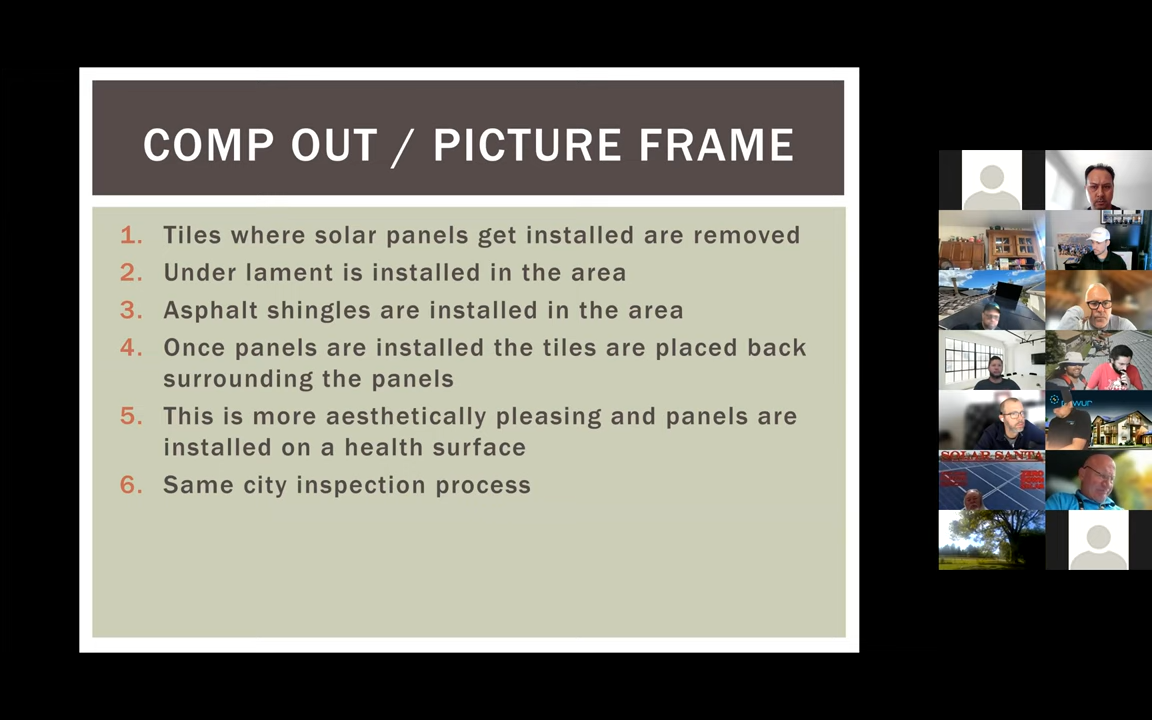 COMP OUT / PICTURE FRAME
1. Tiles where solar panels get installed are removed
2. Under lament is installed in the area
3. Asphalt shingles are installed in the area
4. Once panels are installed the tiles are placed back
surrounding the panels
5. This is more aesthetically pleasing and panels are
installed on a health surface
6. Same city inspection process
SOLAR SANTA